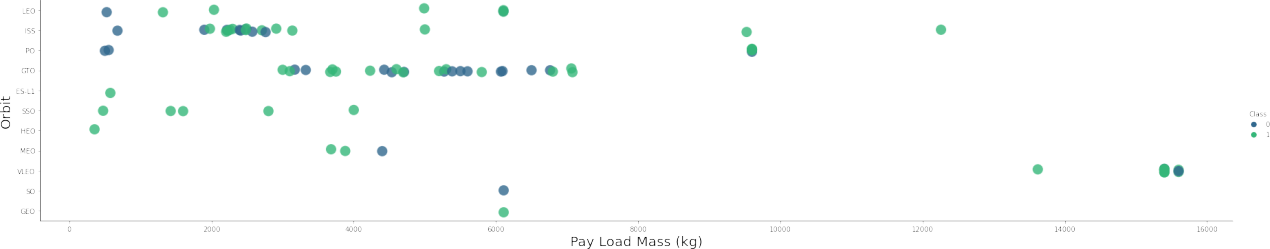 LEO
ISS
PO
GTO
ES-L1
SSO
HEO
MEO
VLEO
SO
GEO
Orbit
0 2000 4000 6000 8000 10000 12000 14000 16000
Pay Load Mass (kg)
Class
0
1